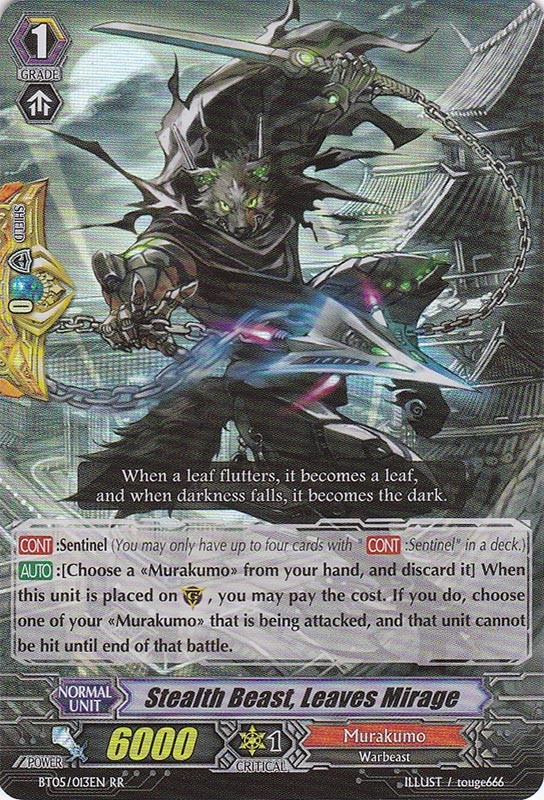 1
GRADE
SHIELD
0
When a leaf flutters, it becomes a leaf,
and when darkness falls, it becomes the dark.
CONT :Sentinel (You may only have up to four cards with " CONT :Sentinel" in a deck.)
AUTO :[Choose a «Murakumo» from your hand, and discard it] When
this unit is placed on G , you may pay the cost. If you do, choose
one of your «Murakumo» that is being attacked, and that unit cannot
be hit until end of that battle.
NORMAL
UNIT
Stealth Beast, Leaves Mirage
POWER
6000
1
CRITICAL
Murakumo
Warbeast
BT05/013EN RR
ILLUST / touge666